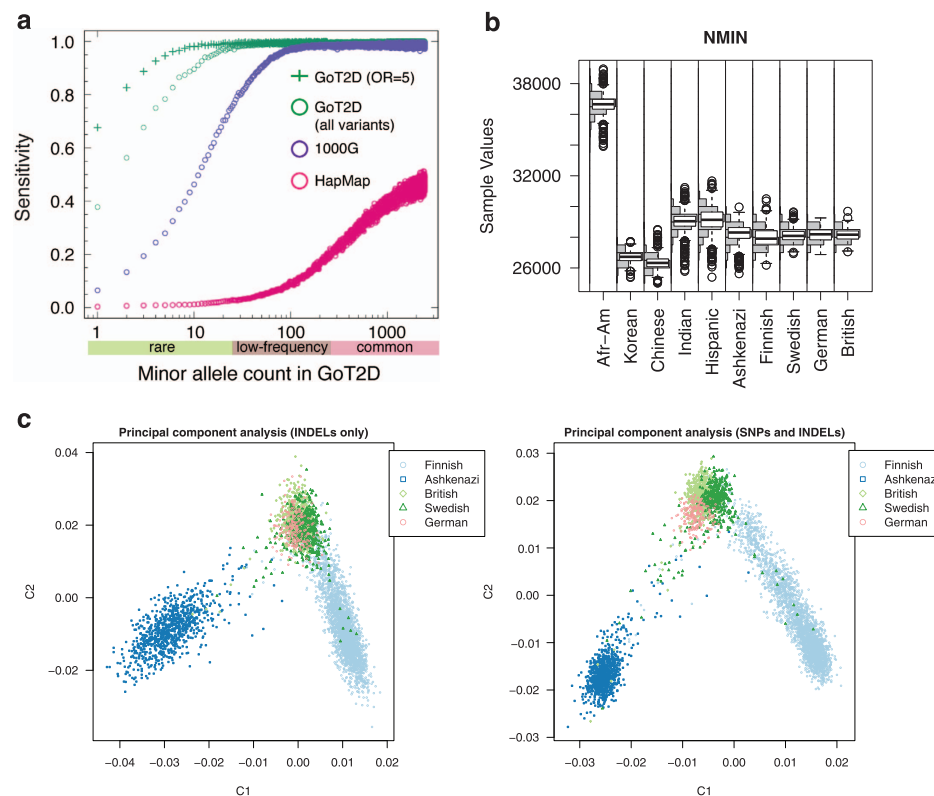 a
Sensitivity
1.0
0.8
0.6
0.4
0.2
0.0
GoT2D (OR=5)
GoT2D
(all variants)
1000G
HapMap
1 10 100 1000
rare low-frequency common
Minor allele count in GoT2D
b
NMIN
Sample Values
38000
32000
26000
Afr-Am
Korean
Chinese
Indian
Hispanic
Ashkenazi
Finnish
Swedish
German
British
c
Principal component analysis (INDELs only)
C2
0.04
0.02
0.00
−0.02
−0.04 −0.03 −0.02 −0.01 0.00 0.01 0.02
C1
Finnish
Ashkenazi
British
Swedish
German
Principal component analysis (SNPs and INDELs)
C2
0.03
0.02
0.01
0.00
−0.01
−0.02
−0.03
−0.03 −0.02 −0.01 0.00 0.01 0.02
C1
Finnish
Ashkenaz
British
Swedish
German